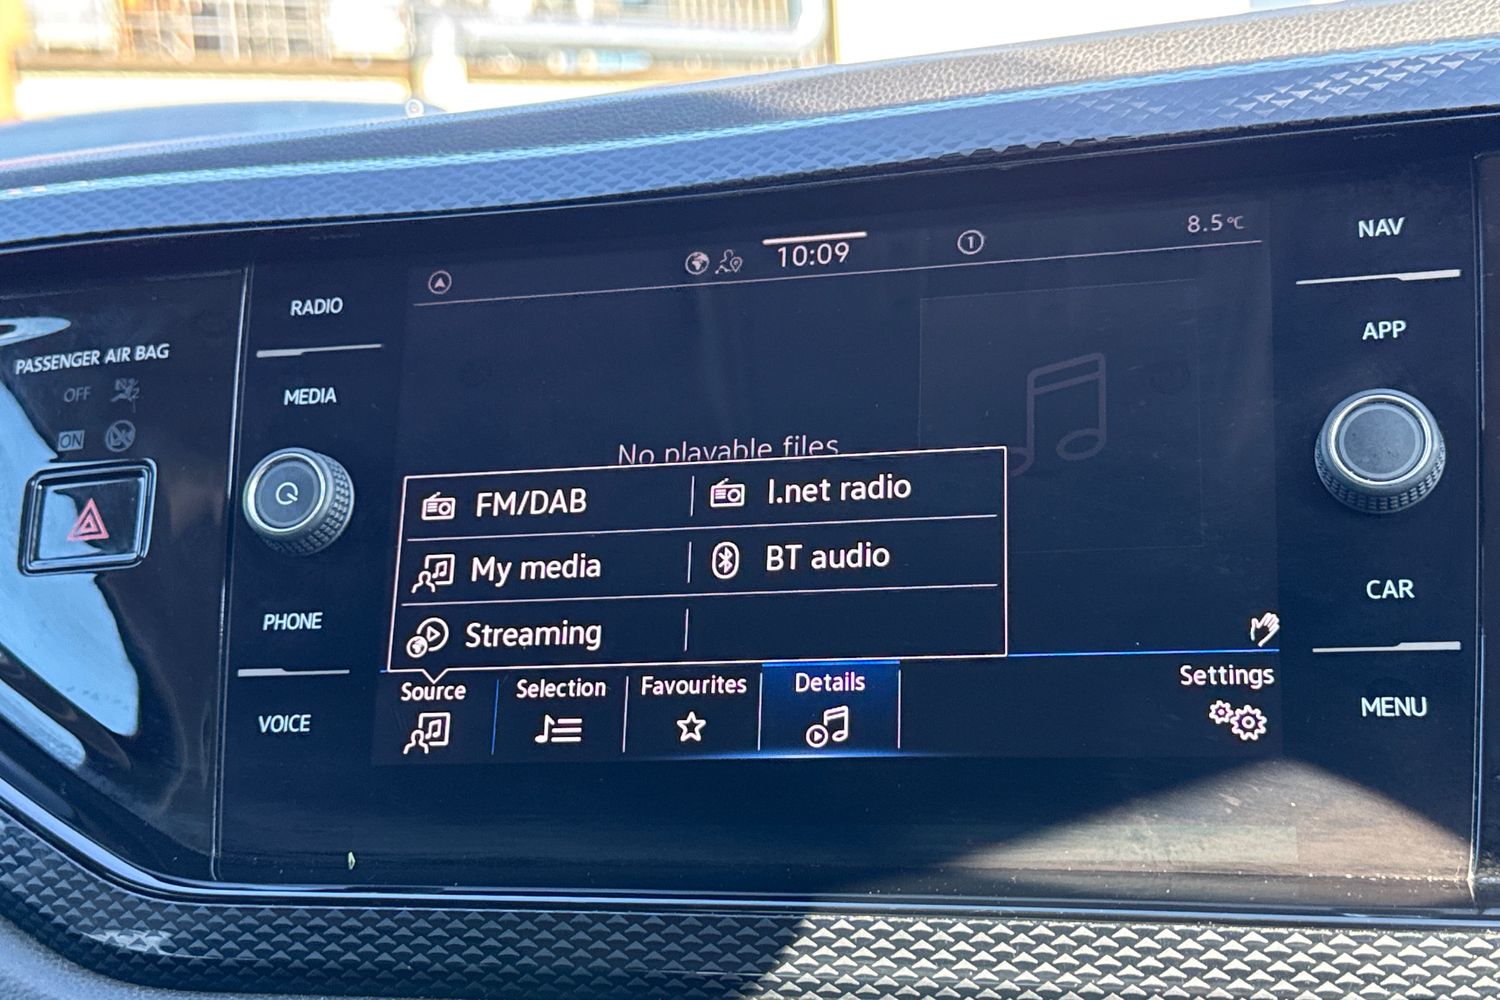 10:09
1
8.5°C
NAV
RADIO
APP
PASSENGER AIR BAG
OFF
ON
MEDIA
No playable files
FM/DAB
I.net radio
My media
BT audio
Streaming
PHONE
CAR
Source
Selection
Favourites
Details
Settings
VOICE
MENU